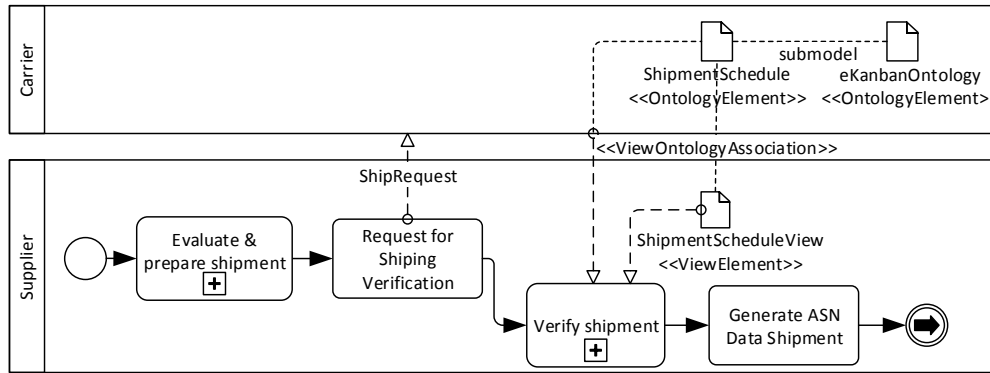 Carrier
submodel
ShipmentSchedule
<<OntologyElement>>
eKanbanOntology
<<OntologyElement>
<<ViewOntologyAssociation>>
Supplier
ShipRequest
Evaluate &
prepare shipment
Request for
Shiping
Verification
ShipmentScheduleView
<<ViewElement>>
Verify shipment
Generate ASN
Data Shipment